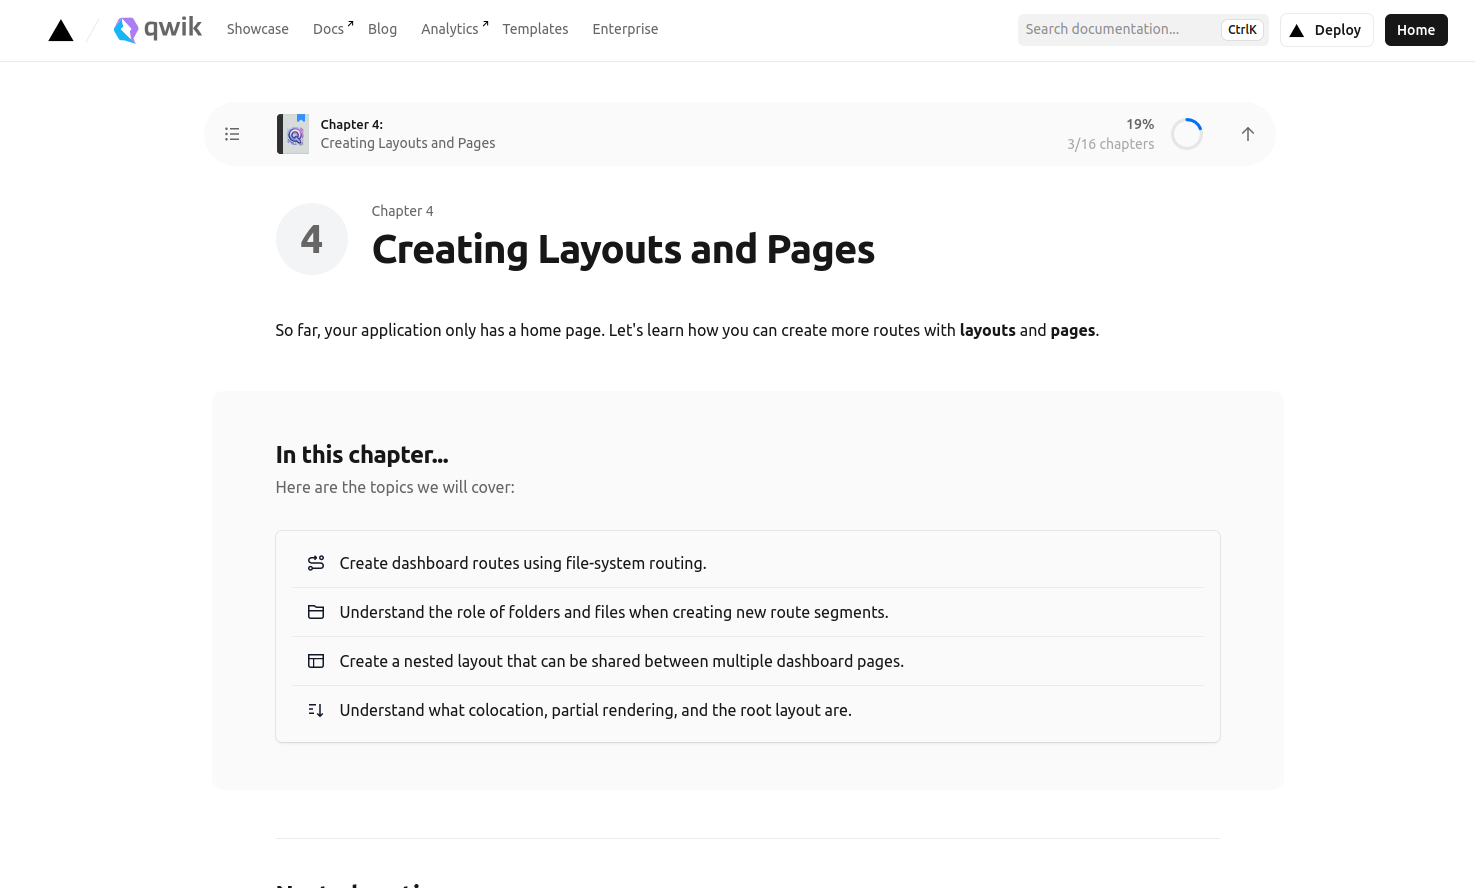 qwik
Showcase
Docs
Blog
Analytics
Templates
Enterprise
Search documentation...
CtrlK
Deploy
Home
Chapter 4:
Creating Layouts and Pages
19%
3/16 chapters
4
Chapter 4
Creating Layouts and Pages
So far, your application only has a home page. Let's learn how you can create more routes with layouts and pages.
In this chapter...
Here are the topics we will cover:
Create dashboard routes using file-system routing.
Understand the role of folders and files when creating new route segments.
Create a nested layout that can be shared between multiple dashboard pages.
Understand what colocation, partial rendering, and the root layout are.